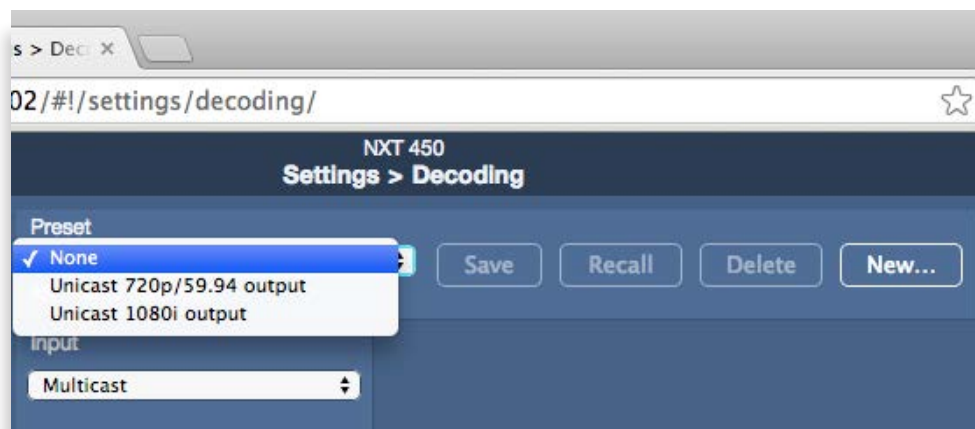 s > Dec
02/#!/settings/decoding/
NXT 450
Settings > Decoding
Preset
✓ None
Unicast 720p/59.94 output
Unicast 1080i output
Save Recall Delete New...
Input
Multicast